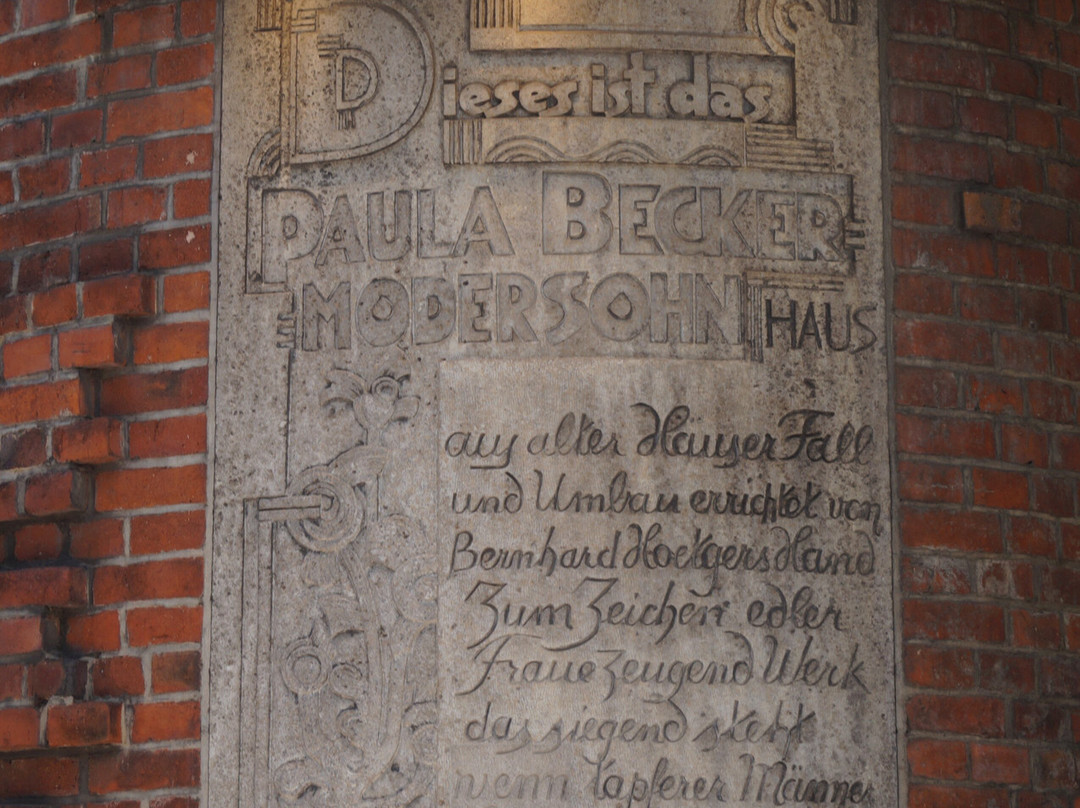 Dieses ist das
PAULA BECKER
MODERSOHN HAUS
aus alter Häuser Fall
und Umbau errichtet von
Bernhard Hoetgers Hand
Zum Zeichen edler
Fraue zeugend Werk
das siegend steht
wenn tapferer Männer